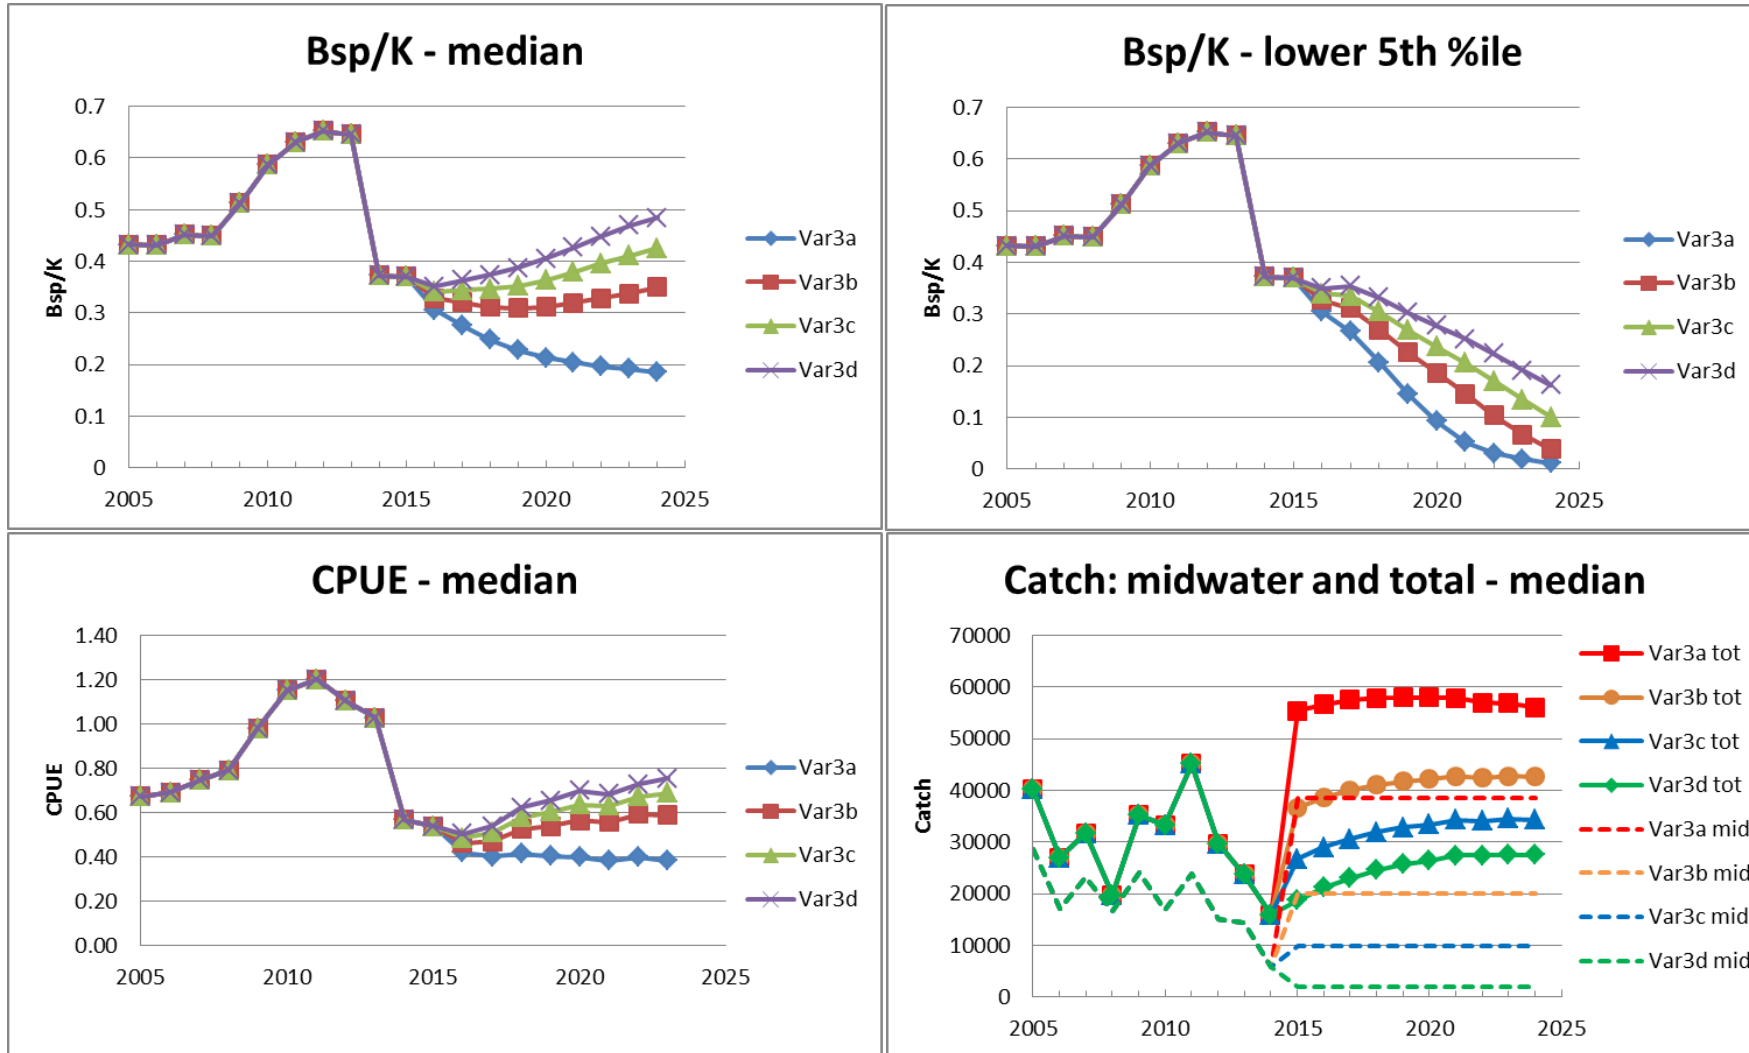 Bsp/K - median
0.7
0.6
0.5
0.4
0.3
0.2
0.1
0
Bsp/K
2005 2010 2015 2020 2025
Var3a
Var3b
Var3c
Var3d
Bsp/K - lower 5th %ile
0.7
0.6
0.5
0.4
0.3
0.2
0.1
0
Bsp/K
2005 2010 2015 2020 2025
Var3a
Var3b
Var3c
Var3d
CPUE - median
1.40
1.20
1.00
0.80
0.60
0.40
0.20
0.00
CPUE
2005 2010 2015 2020 2025
Var3a
Var3b
Var3c
Var3d
Catch: midwater and total - median
70000
60000
50000
40000
30000
20000
10000
0
Catch
2005 2010 2015 2020 2025
Var3a tot
Var3b tot
Var3c tot
Var3d tot
Var3a mid
Var3b mid
Var3c mid
Var3d mid